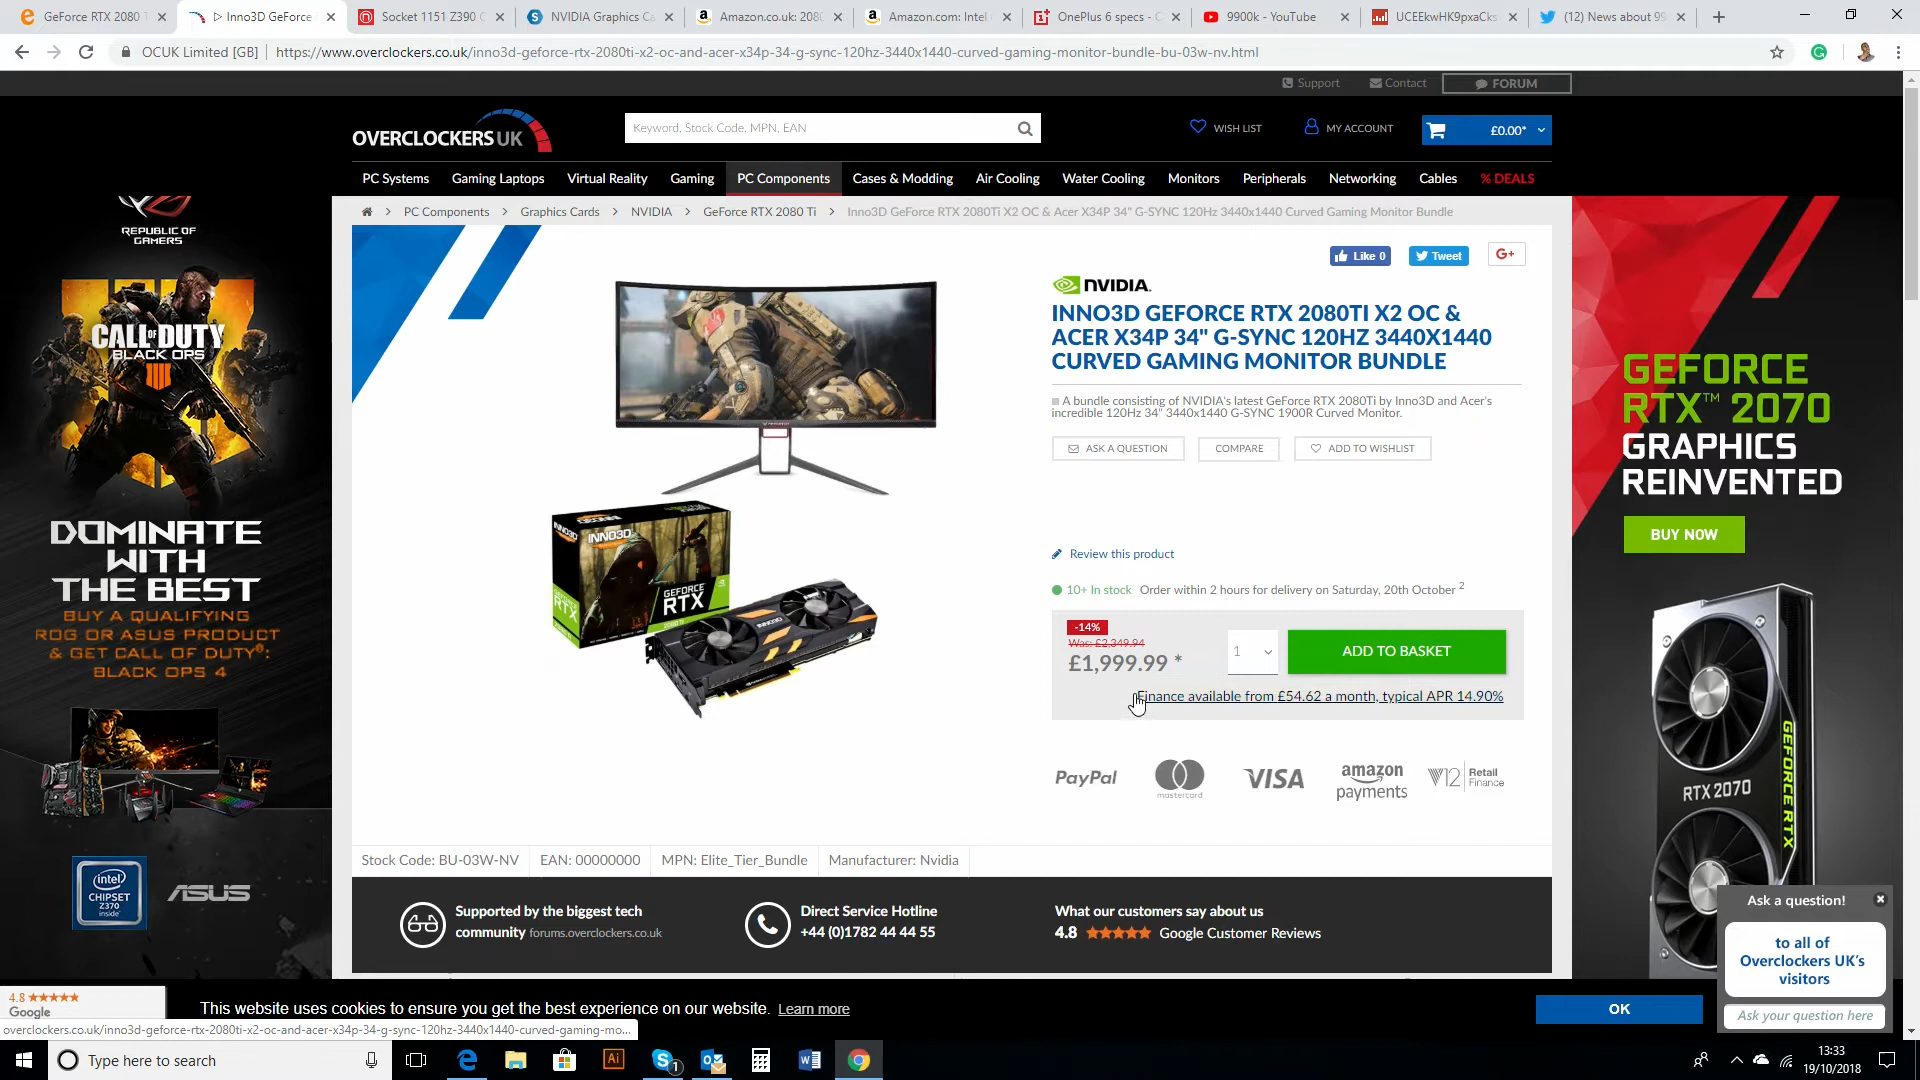 GeForce RTX 2080 T
Inno3D GeForce
Socket 1151 Z390 C
NVIDIA Graphics Ca
Amazon.co.uk: 208
Amazon.com: Intel
OnePlus 6 specs - C
9900k - YouTube
UCEEkwHK9pxaCks
(12) News about 99
OCUK Limited [GB] | https://www.overclockers.co.uk/inno3d-geforce-rtx-2080ti-x2-oc-and-acer-x34p-34-g-sync-120hz-3440x1440-curved-gaming-monitor-bundle-bu-03w-nv.html
Support Contact FORUM
OVERCLOCKERS UK
Keyword, Stock Code, MPN, EAN
WISH LIST MY ACCOUNT £0.00*
PC Systems Gaming Laptops Virtual Reality Gaming PC Components Cases & Modding Air Cooling Water Cooling Monitors Peripherals Networking Cables % DEALS
PC Components > Graphics Cards > NVIDIA > GeForce RTX 2080 Ti > Inno3D GeForce RTX 2080Ti X2 OC & Acer X34P 34" G-SYNC 120Hz 3440x1440 Curved Gaming Monitor Bundle
REPUBLIC OF
GAMERS
CALL OF DUTY
BLACK OPS
IIII
DOMINATE
WITH
THE BEST
BUY A QUALIFYING
ROG OR ASUS PRODUCT
& GET CALL OF DUTY®:
BLACK OPS 4
intel
CHIPSET
Z370
inside
ASUS
Like 0 Tweet G+
NVIDIA.
INNO3D GEFORCE RTX 2080TI X2 OC &
ACER X34P 34" G-SYNC 120HZ 3440X1440
CURVED GAMING MONITOR BUNDLE
A bundle consisting of NVIDIA's latest GeForce RTX 2080Ti by Inno3D and Acer's
incredible 120Hz 34" 3440x1440 G-SYNC 1900R Curved Monitor.
ASK A QUESTION COMPARE ADD TO WISHLIST
INNO3D
GEFORCE
RTX
Review this product
10+ In stock Order within 2 hours for delivery on Saturday, 20th October 2
-14%
Was: £2,349.94
£1,999.99 *
1
ADD TO BASKET
Finance available from £54.62 a month, typical APR 14.90%
PayPal mastercard VISA amazon payments V12 Retail Finance
Stock Code: BU-03W-NV EAN: 00000000 MPN: Elite_Tier_Bundle Manufacturer: Nvidia
Supported by the biggest tech
community forums.overclockers.co.uk
Direct Service Hotline
+44 (0)1782 44 44 55
What our customers say about us
4.8 Google Customer Reviews
GEFORCE
RTX™ 2070
GRAPHICS
REINVENTED
BUY NOW
RTX 2070
GEFORCE RTX
Ask a question!
to all of
Overclockers UK's
visitors
Ask your question here
4.8
Google
This website uses cookies to ensure you get the best experience on our website. Learn more
OK
overclockers.co.uk/inno3d-geforce-rtx-2080ti-x2-oc-and-acer-x34p-34-g-sync-120hz-3440x1440-curved-gaming-mo...
Type here to search
13:33
19/10/2018